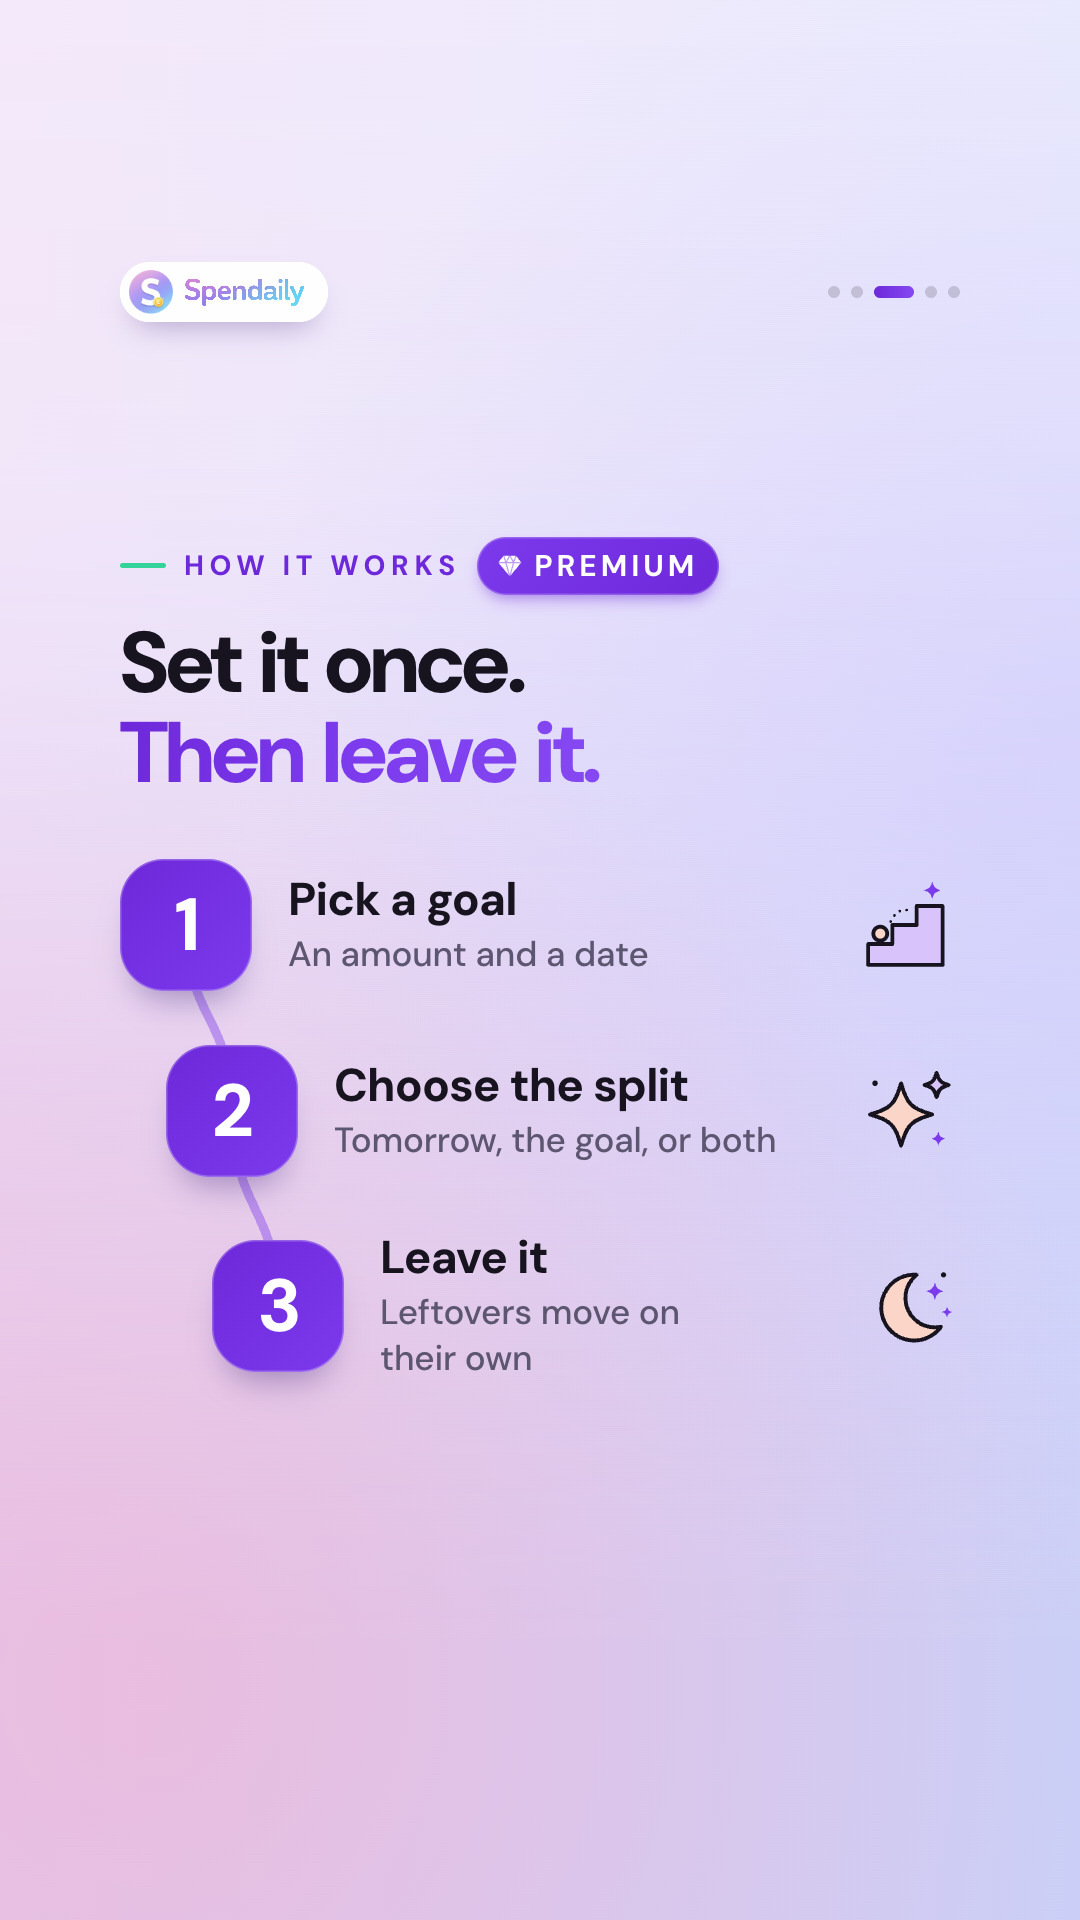 Spendaily
HOW IT WORKS
PREMIUM
Set it once.
Then leave it.
1
Pick a goal
An amount and a date
2
Choose the split
Tomorrow, the goal, or both
3
Leave it
Leftovers move on
their own